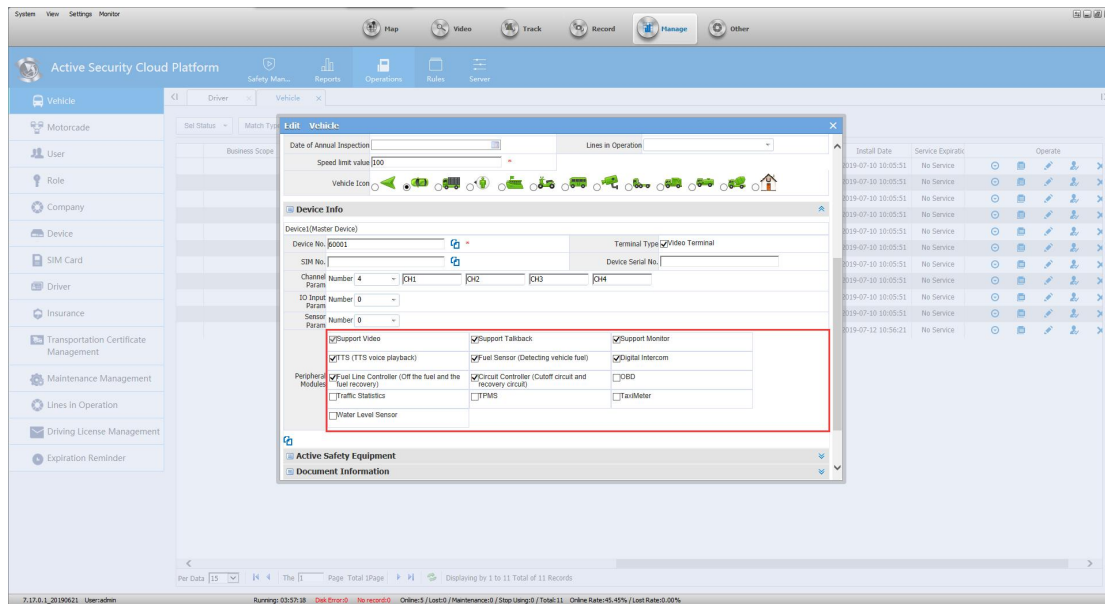 System View Settings Monitor
Map Video Track Record Manage Other
Active Security Cloud Platform
Safety Man... Reports Operations Rules Server
Vehicle
Motorcade
User
Role
Company
Device
SIM Card
Driver
Insurance
Transportation Certificate
Management
Maintenance Management
Lines in Operation
Driving License Management
Expiration Reminder
Driver × Vehicle ×
Set Status Match Typ
Business Scope
Install Date Service Expiratic Operate
2019-07-10 10:05:51 No Service
2019-07-10 10:05:51 No Service
2019-07-10 10:05:51 No Service
2019-07-10 10:05:51 No Service
2019-07-10 10:05:51 No Service
2019-07-10 10:05:51 No Service
2019-07-10 10:05:51 No Service
2019-07-10 10:05:51 No Service
2019-07-10 10:05:51 No Service
2019-07-10 10:05:51 No Service
2019-07-12 10:56:21 No Service
Edit Vehicle
Date of Annual Inspection Lines in Operation
Speed limit value 100 *
Vehicle Icon
Device Info
Device1(Master Device)
Device No. 60001 * Terminal Type Video Terminal
SIM No. Device Serial No.
Channel Param Number 4 CH1 CH2 CH3 CH4
IO Input Param Number 0
Sensor Param Number 0
Peripheral Modules
Support Video Support Talkback Support Monitor
TTS (TTS voice playback) Fuel Sensor (Detecting vehicle fuel) Digital Intercom
Fuel Line Controller (Off the fuel and the fuel recovery) Circuit Controller (Cutoff circuit and recovery circuit) OBD
Traffic Statistics TPMS TaxiMeter
Water Level Sensor
Active Safety Equipment
Document Information
Per Data 15 The 1 Page Total 1Page Displaying by 1 to 11 Total of 11 Records
7.17.0.1_20190621 User:admin Running: 03:57:18 Disk Error:0 No record:0 Online:5 / Lost:0 / Maintenance:0 / Stop Using:0 / Total:11 Online Rate:45.45% / Lost Rate:0.00%